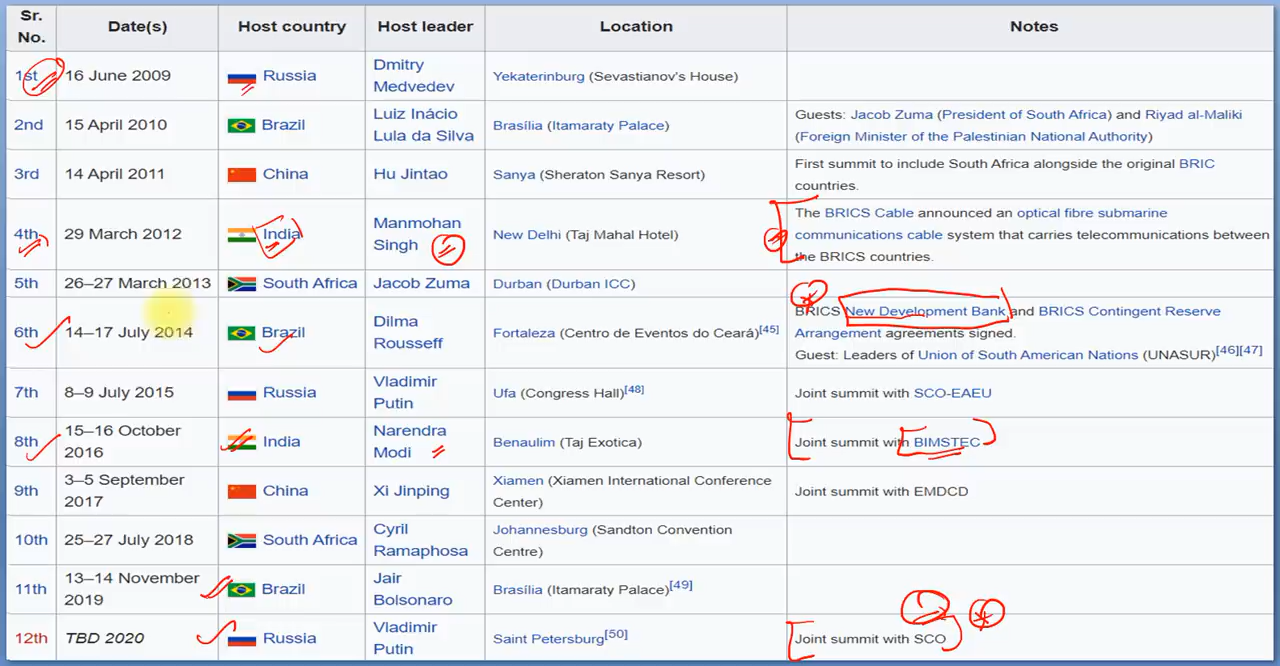 Sr. No. Date(s) Host country Host leader Location Notes
1st 16 June 2009 Russia Dmitry Medvedev Yekaterinburg (Sevastianov's House)
2nd 15 April 2010 Brazil Luiz Inácio Lula da Silva Brasília (Itamaraty Palace) Guests: Jacob Zuma (President of South Africa) and Riyad al-Maliki
(Foreign Minister of the Palestinian National Authority)
3rd 14 April 2011 China Hu Jintao Sanya (Sheraton Sanya Resort) First summit to include South Africa alongside the original BRIC
countries.
4th 29 March 2012 India Manmohan Singh New Delhi (Taj Mahal Hotel) The BRICS Cable announced an optical fibre submarine
communications cable system that carries telecommunications between
the BRICS countries.
5th 26–27 March 2013 South Africa Jacob Zuma Durban (Durban ICC)
6th 14–17 July 2014 Brazil Dilma Rousseff Fortaleza (Centro de Eventos do Ceará)[45] BRICS New Development Bank and BRICS Contingent Reserve
Arrangement agreements signed.
Guest: Leaders of Union of South American Nations (UNASUR)[46][47]
7th 8–9 July 2015 Russia Vladimir Putin Ufa (Congress Hall)[48] Joint summit with SCO-EAEU
8th 15–16 October 2016 India Narendra Modi Benaulim (Taj Exotica) Joint summit with BIMSTEC
9th 3–5 September 2017 China Xi Jinping Xiamen (Xiamen International Conference Center) Joint summit with EMDCD
10th 25–27 July 2018 South Africa Cyril Ramaphosa Johannesburg (Sandton Convention Centre)
11th 13–14 November 2019 Brazil Jair Bolsonaro Brasília (Itamaraty Palace)[49]
12th TBD 2020 Russia Vladimir Putin Saint Petersburg[50] Joint summit with SCO